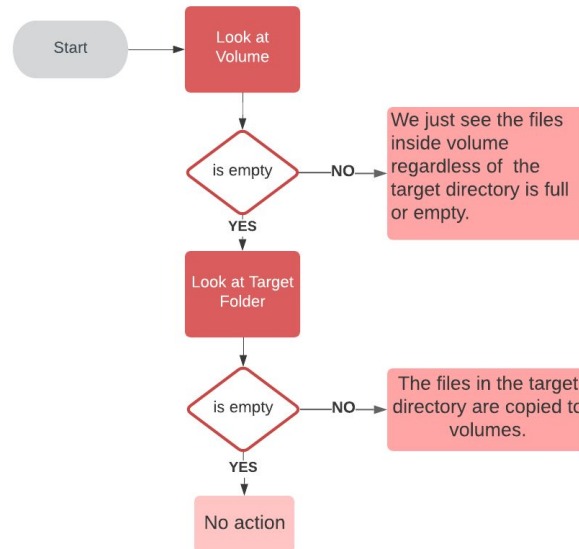 Start
Look at
Volume
is empty
NO
We just see the files
inside volume
regardless of the
target directory is full
or empty.
YES
Look at Target
Folder
is empty
NO
The files in the target
directory are copied to
volumes.
YES
No action